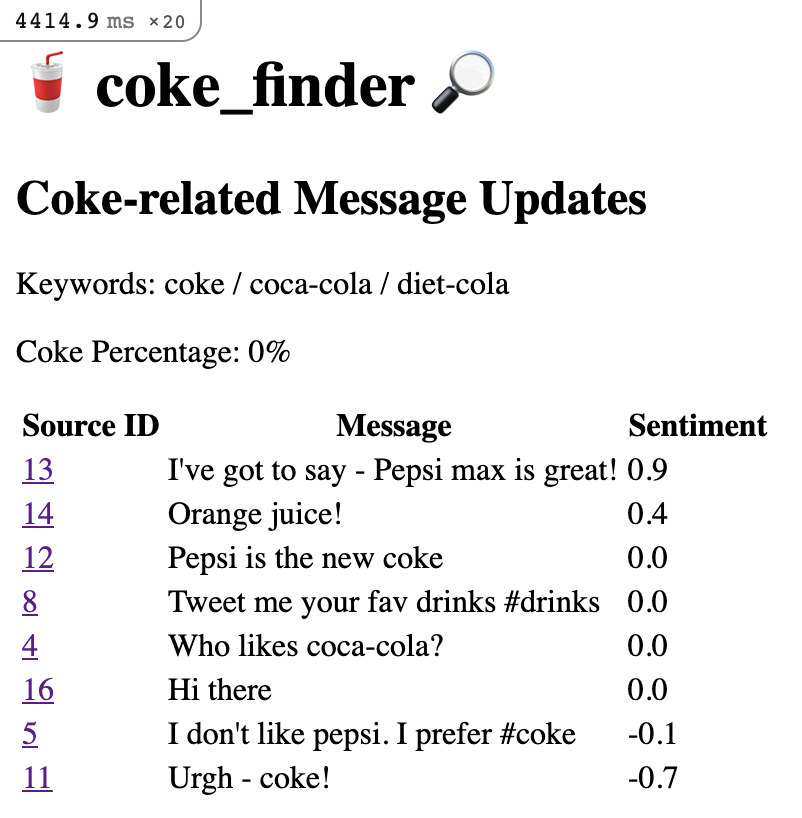 4414.9 ms ×20
coke_finder
Coke-related Message Updates
Keywords: coke / coca-cola / diet-cola
Coke Percentage: 0%
Source ID Message Sentiment
13 I've got to say - Pepsi max is great! 0.9
14 Orange juice! 0.4
12 Pepsi is the new coke 0.0
8 Tweet me your fav drinks #drinks 0.0
4 Who likes coca-cola? 0.0
16 Hi there 0.0
5 I don't like pepsi. I prefer #coke -0.1
11 Urgh - coke! -0.7